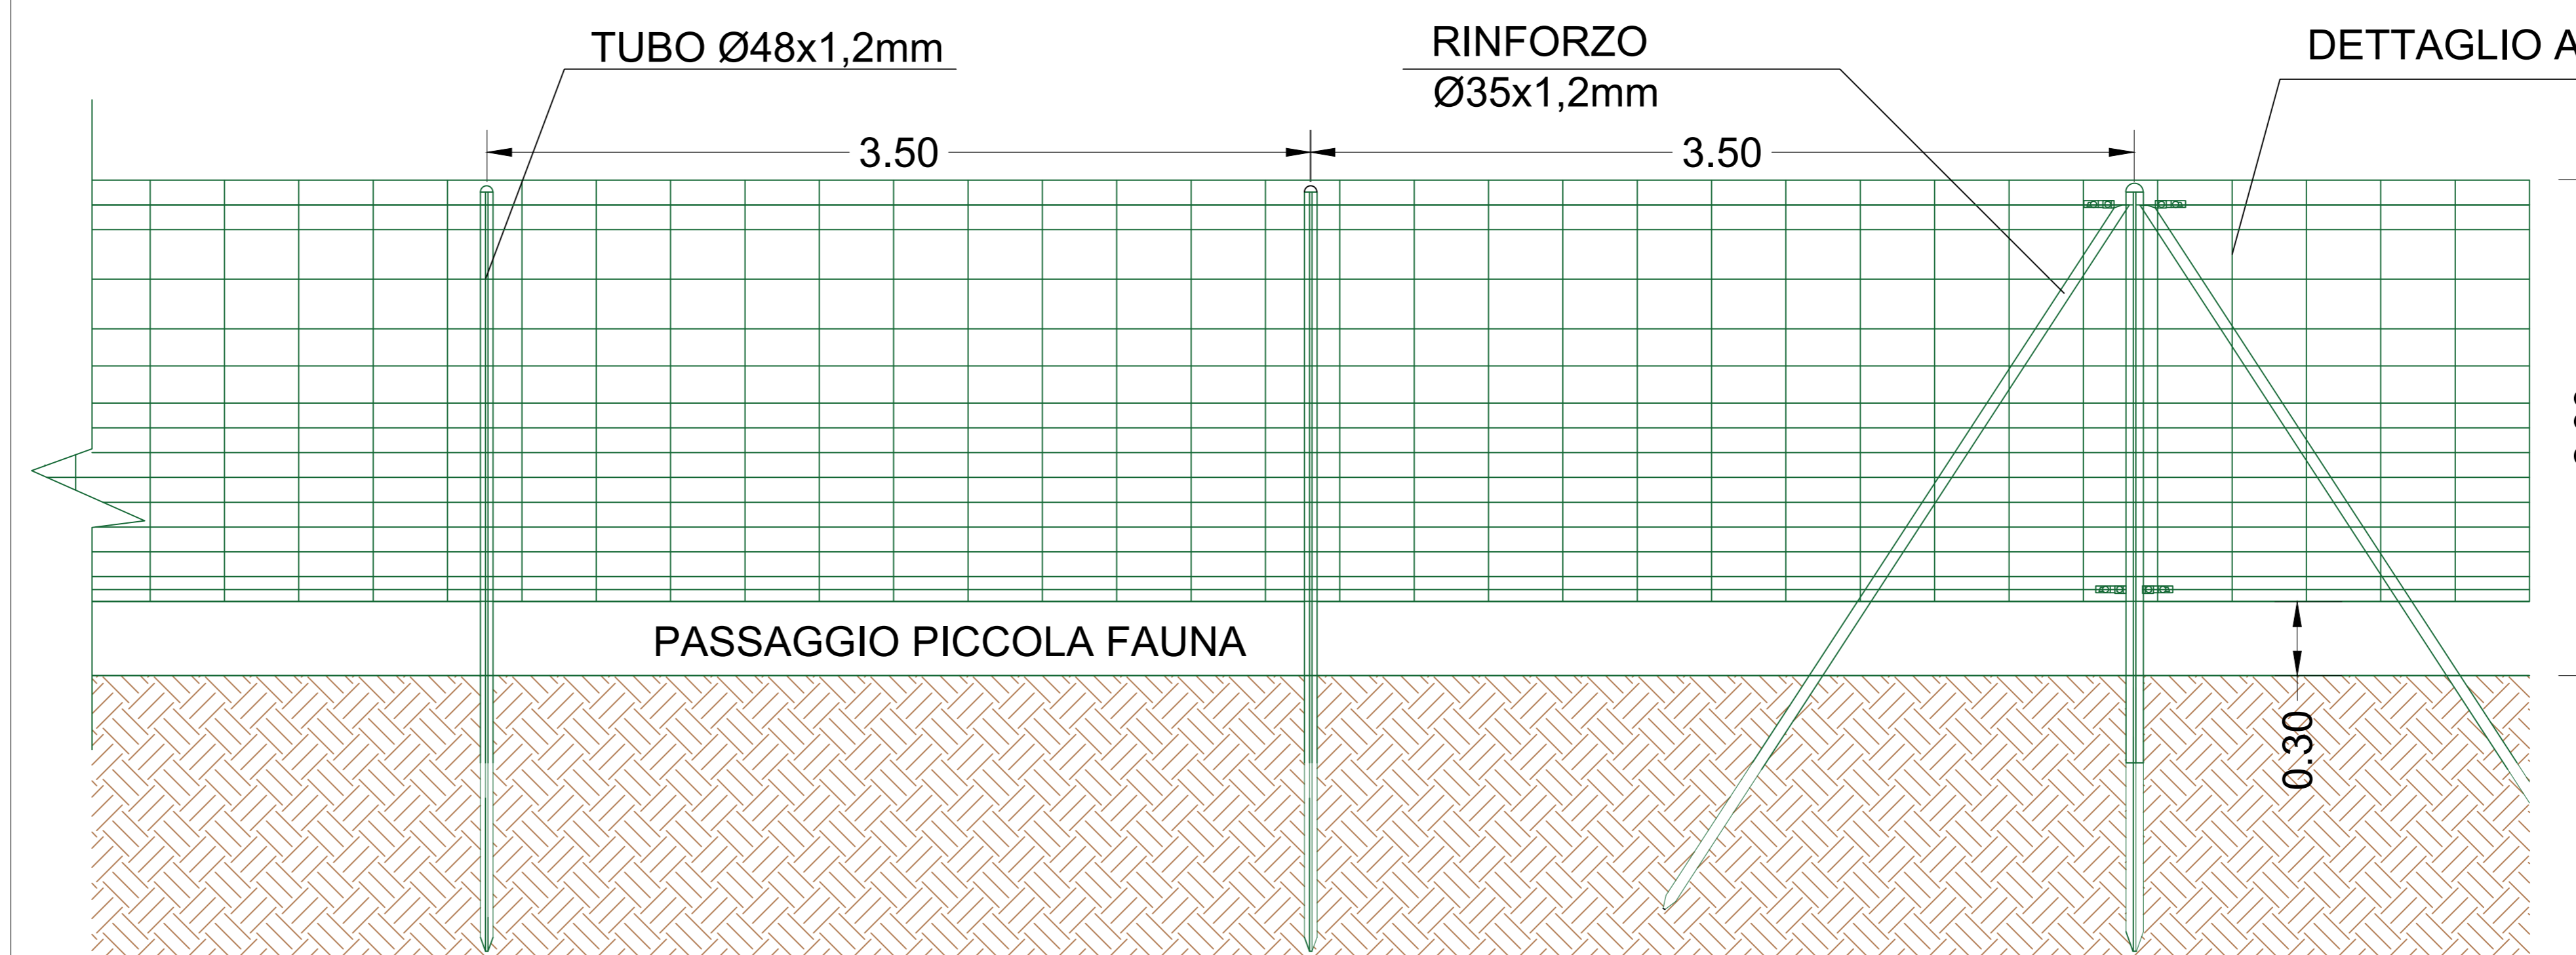 TUBO Ø48x1,2mm
RINFORZO
Ø35x1,2mm
DETTAGLIO A
3.50
3.50
PASSAGGIO PICCOLA FAUNA
0.30